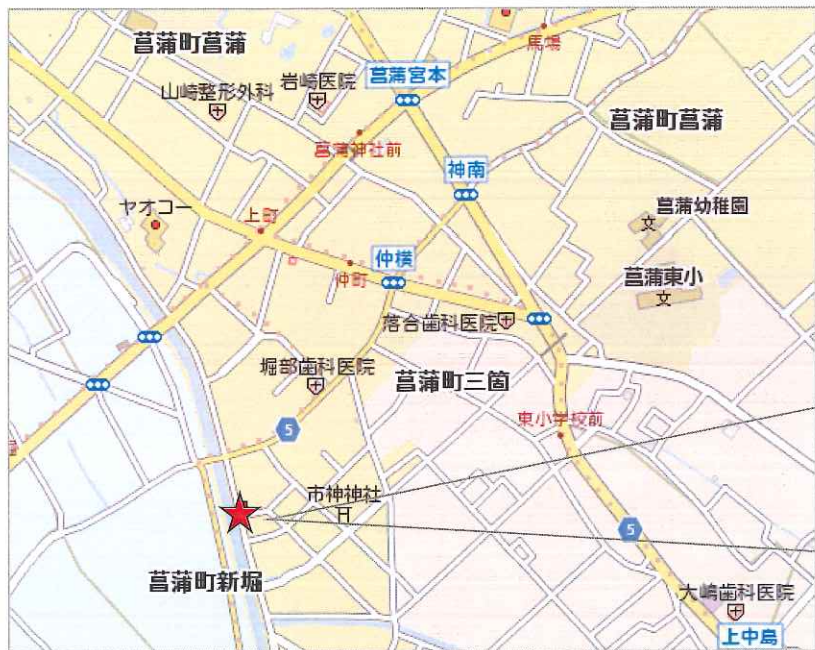 菖蒲町菖蒲
馬場
岩崎医院
菖蒲宮本
山崎整形外科
菖蒲町菖蒲
菖蒲神社前
神南
菖蒲幼稚園
文
ヤオコー
上町
仲横
菖蒲東小
文
仲町
落合歯科医院
堀部歯科医院
菖蒲町三箇
5
東小学校前
市神神社
5
菖蒲町新堀
大嶋歯科医院
上中島